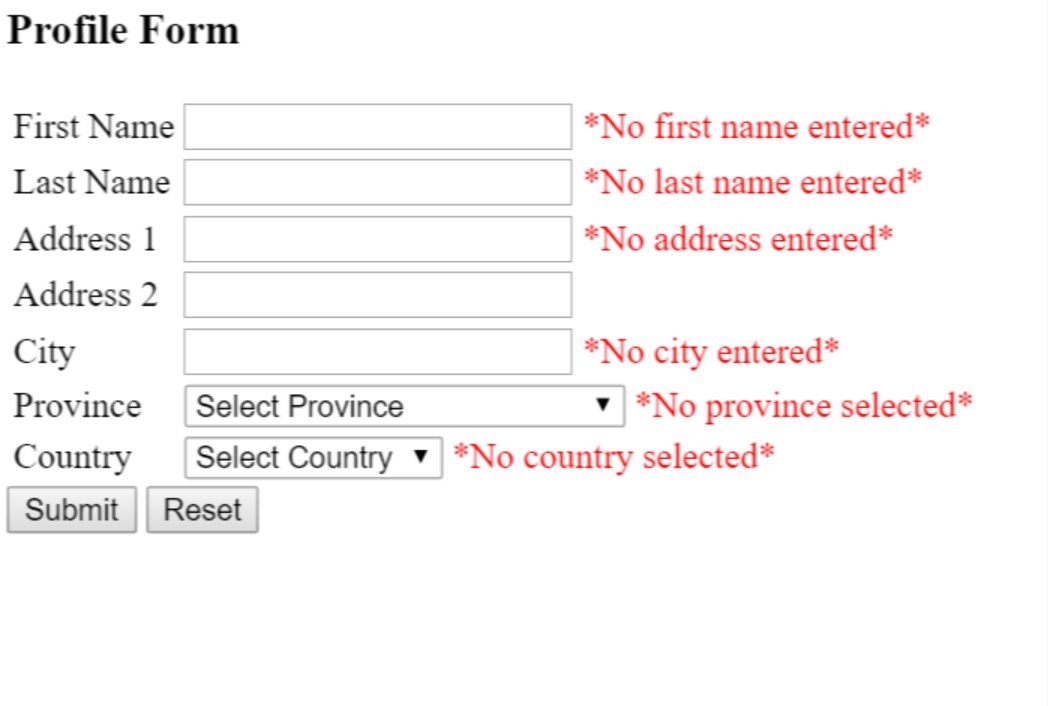 Profile Form
First Name *No first name entered*
Last Name *No last name entered*
Address 1 *No address entered*
Address 2
City *No city entered*
Province Select Province ▼ *No province selected*
Country Select Country ▼ *No country selected*
Submit Reset